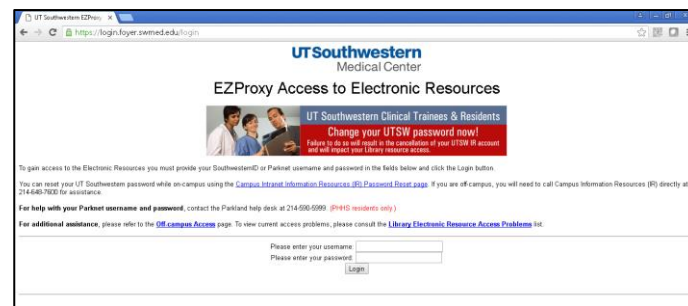 UT Southwestern EZProxy
https://login.foyer.swmed.edu/login
UTSouthwestern
Medical Center
EZProxy Access to Electronic Resources
UT Southwestern Clinical Trainees & Residents
Change your UTSW password now!
Failure to do so will result in the cancellation of your UTSW IR account
and will impact your Library resource access.
To gain access to the Electronic Resources you must provide your SouthwesternID or Parknet username and password in the fields below and click the Login button.
You can reset your UT Southwestern password while on-campus using the Campus Intranet Information Resources (IR) Password Reset page. If you are off-campus, you will need to call Campus Information Resources (IR) directly at
214-648-7600 for assistance.
For help with your Parknet username and password, contact the Parkland help desk at 214-590-5999. (PHHS residents only.)
For additional assistance, please refer to the Off-campus Access page. To view current access problems, please consult the Library Electronic Resource Access Problems list.
Please enter your username:
Please enter your password:
Login